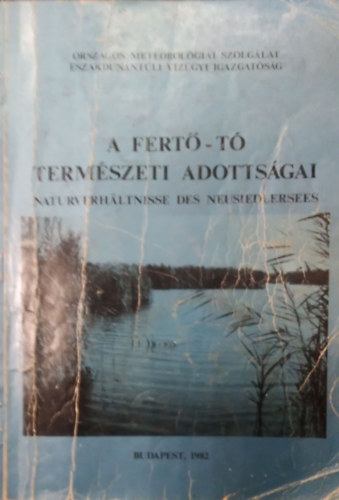 ORSZÁGOS METEOROLÓGIAI SZOLGÁLAT
ÉSZAKDUNÁNTÚLI VÍZÜGYI IGAZGATÓSÁG
A FERTŐ-TÓ
TERMÉSZETI ADOTTSÁGAI
NATURVERHÄLTNISSE DES NEUSIEDLERSEES
BUDAPEST, 1982